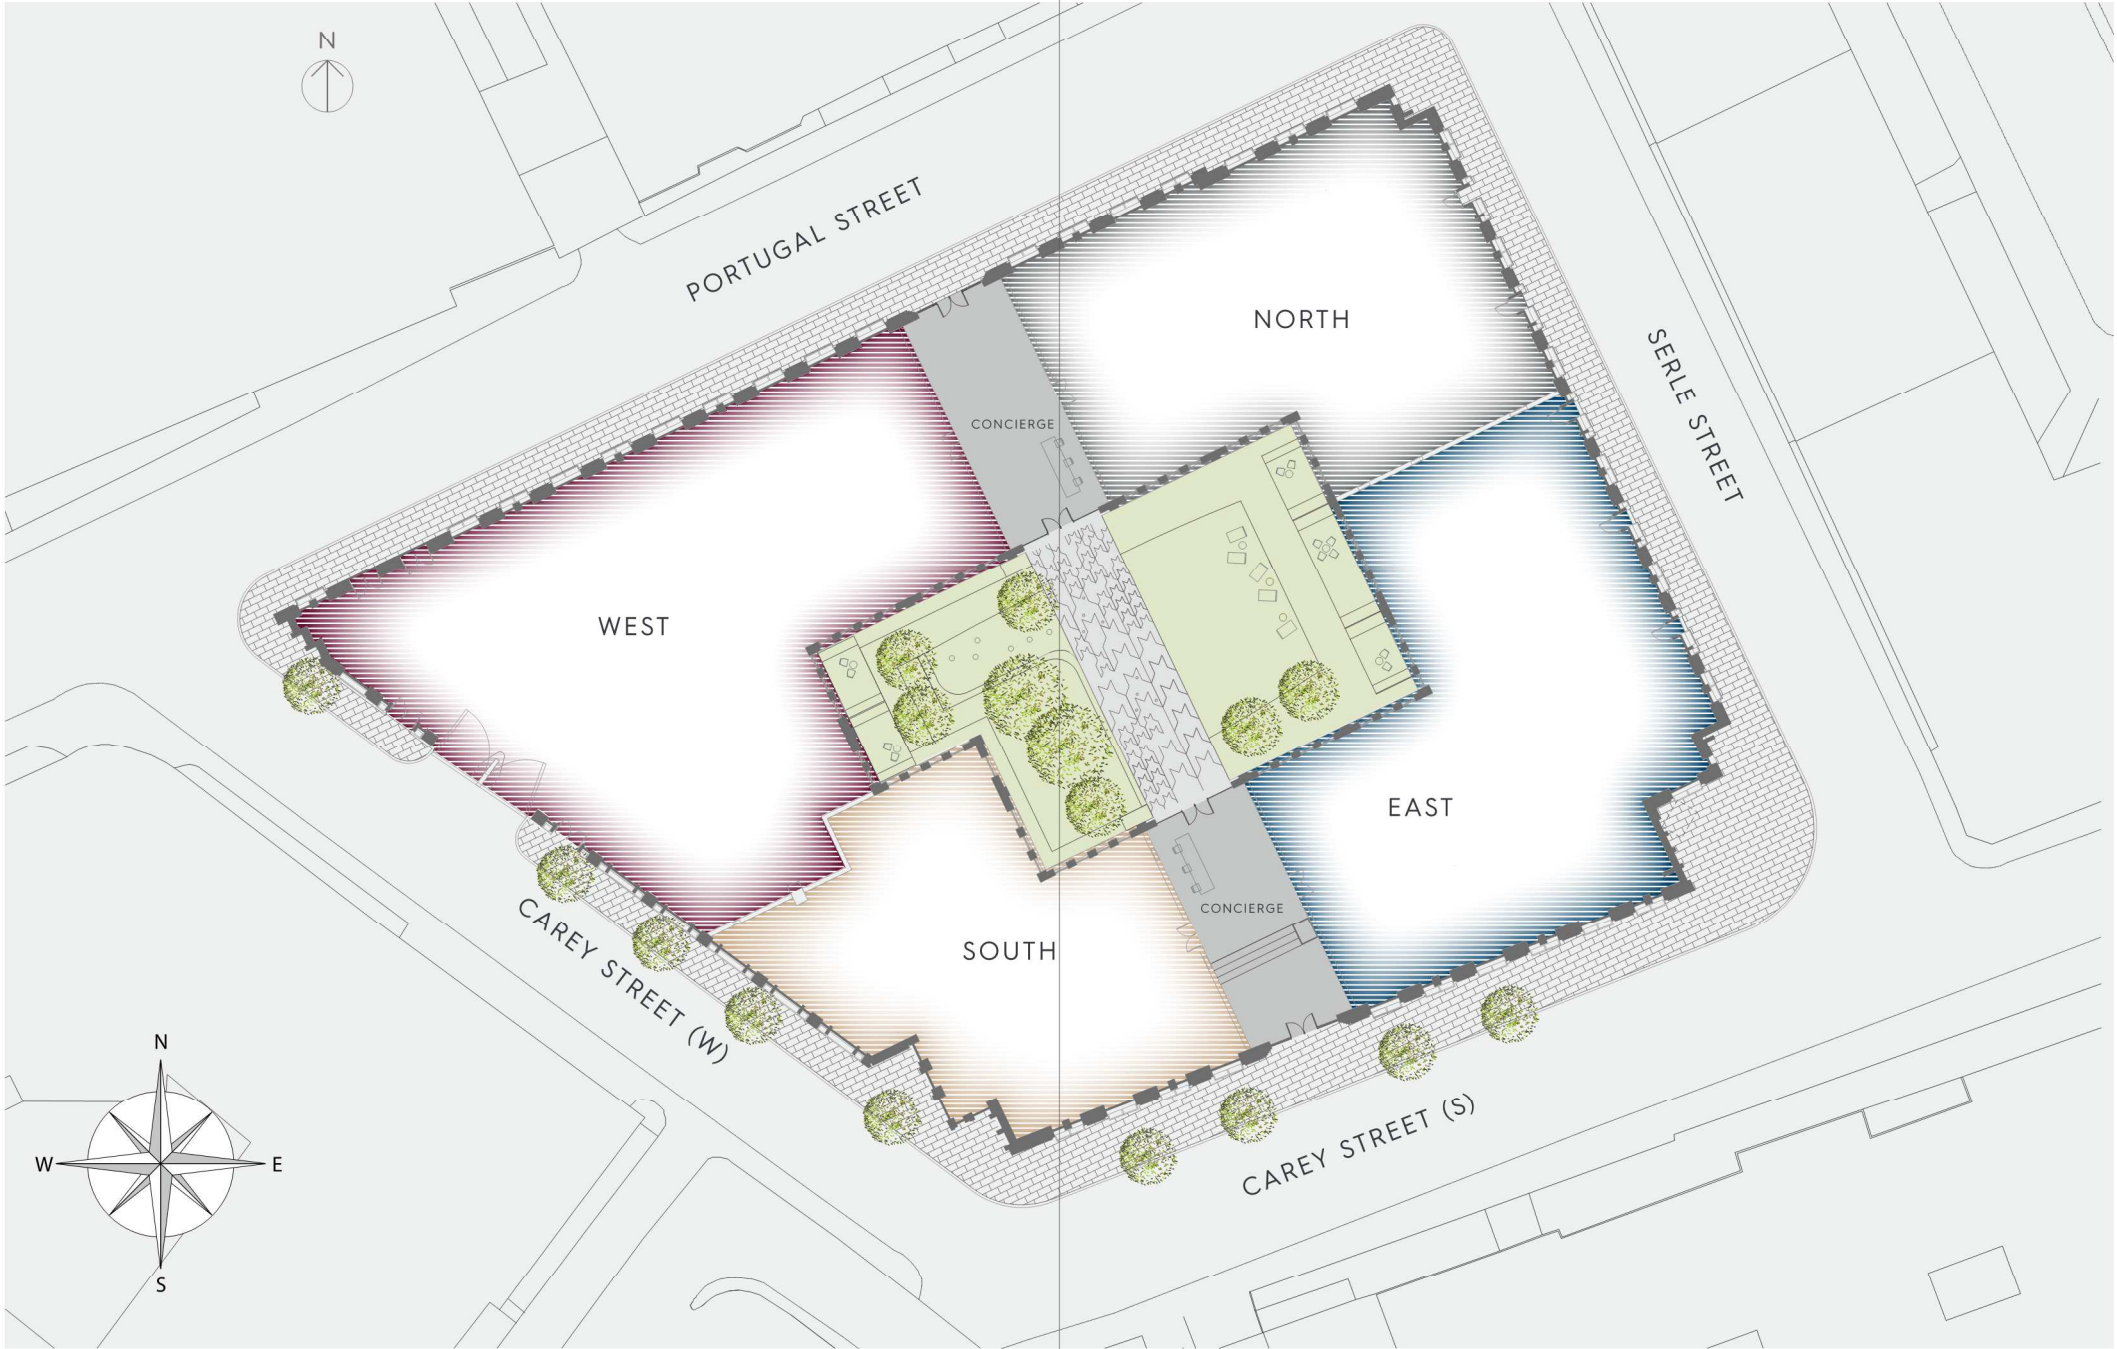 N
PORTUGAL STREET
NORTH
SERLE STREET
CONCIERGE
WEST
EAST
CONCIERGE
SOUTH
CAREY STREET (W)
CAREY STREET (S)
N
W
E
S